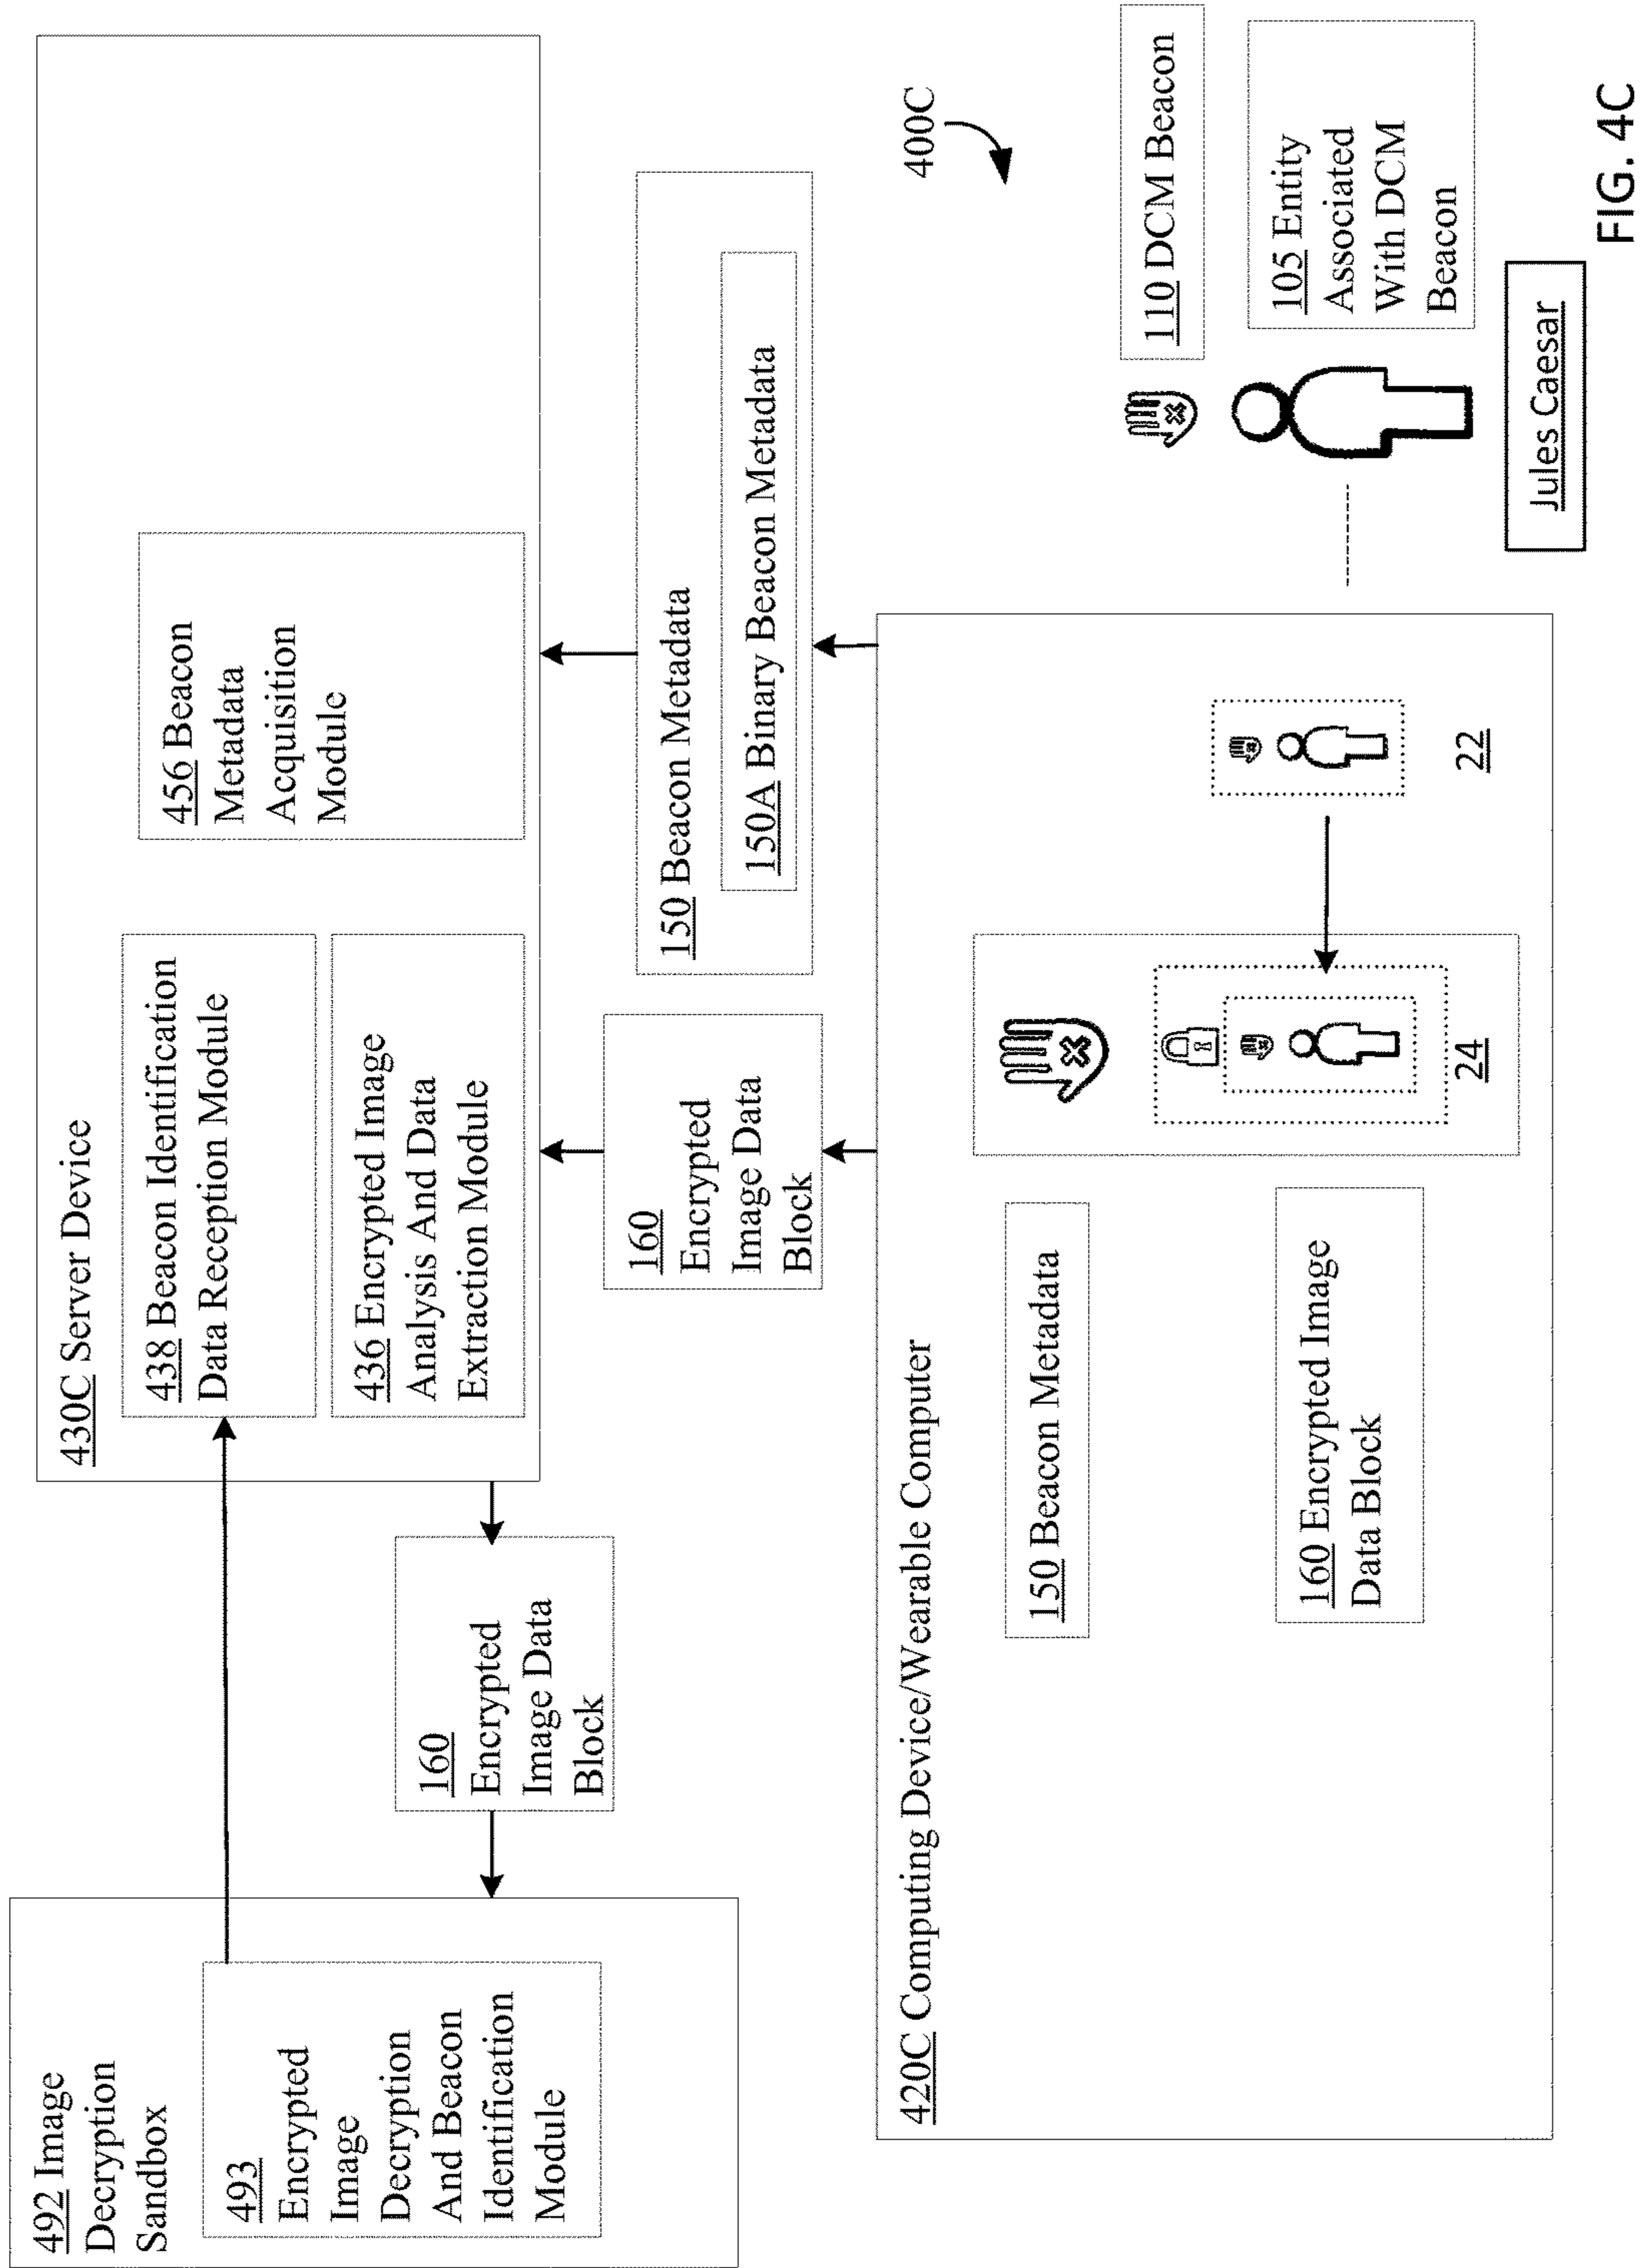 492 Image
Decryption
Sandbox
493
Encrypted
Image
Decryption
And Beacon
Identification
Module
160
Encrypted
Image Data
Block
430C Server Device
438 Beacon Identification
Data Reception Module
436 Encrypted Image
Analysis And Data
Extraction Module
456 Beacon
Metadata
Acquisition
Module
160
Encrypted
Image Data
Block
150 Beacon Metadata
150A Binary Beacon Metadata
420C Computing Device/Wearable Computer
150 Beacon Metadata
160 Encrypted Image
Data Block
24
22
400C
110 DCM Beacon
105 Entity
Associated
With DCM
Beacon
Jules Caesar
FIG. 4C